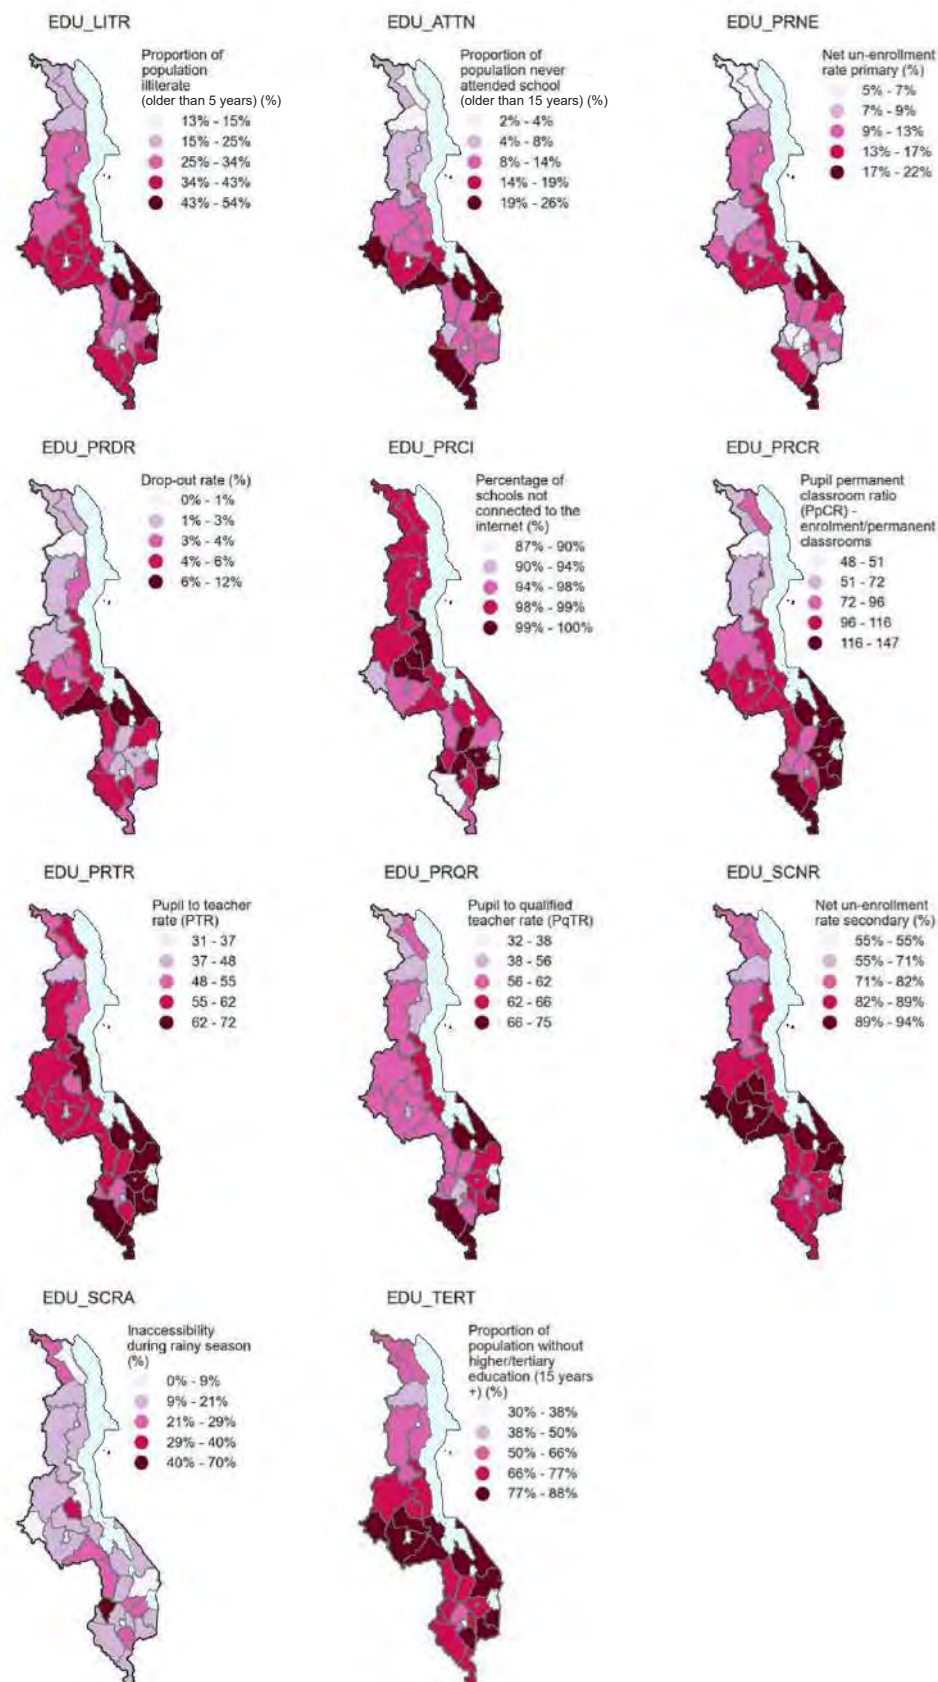 EDU_LITR
Proportion of
population
illiterate
(older than 5 years) (%)
13% - 15%
15% - 25%
25% - 34%
34% - 43%
43% - 54%
EDU_ATTN
Proportion of
population never
attended school
(older than 15 years) (%)
2% - 4%
4% - 8%
8% - 14%
14% - 19%
19% - 26%
EDU_PRNE
Net un-enrollment
rate primary (%)
5% - 7%
7% - 9%
9% - 13%
13% - 17%
17% - 22%
EDU_PRDR
Drop-out rate (%)
0% - 1%
1% - 3%
3% - 4%
4% - 6%
6% - 12%
EDU_PRCI
Percentage of
schools not
connected to the
internet (%)
87% - 90%
90% - 94%
94% - 98%
98% - 99%
99% - 100%
EDU_PRCR
Pupil permanent
classroom ratio
(PpCR) -
enrolment/permanent
classrooms
48 - 51
51 - 72
72 - 96
96 - 116
116 - 147
EDU_PRTR
Pupil to teacher
rate (PTR)
31 - 37
37 - 48
48 - 55
55 - 62
62 - 72
EDU_PRQR
Pupil to qualified
teacher rate (PqTR)
32 - 38
38 - 56
56 - 62
62 - 66
66 - 75
EDU_SCNR
Net un-enrollment
rate secondary (%)
55% - 55%
55% - 71%
71% - 82%
82% - 89%
89% - 94%
EDU_SCRA
Inaccessibility
during rainy season
(%)
0% - 9%
9% - 21%
21% - 29%
29% - 40%
40% - 70%
EDU_TERT
Proportion of
population without
higher/tertiary
education (15 years
+) (%)
30% - 38%
38% - 50%
50% - 66%
66% - 77%
77% - 88%